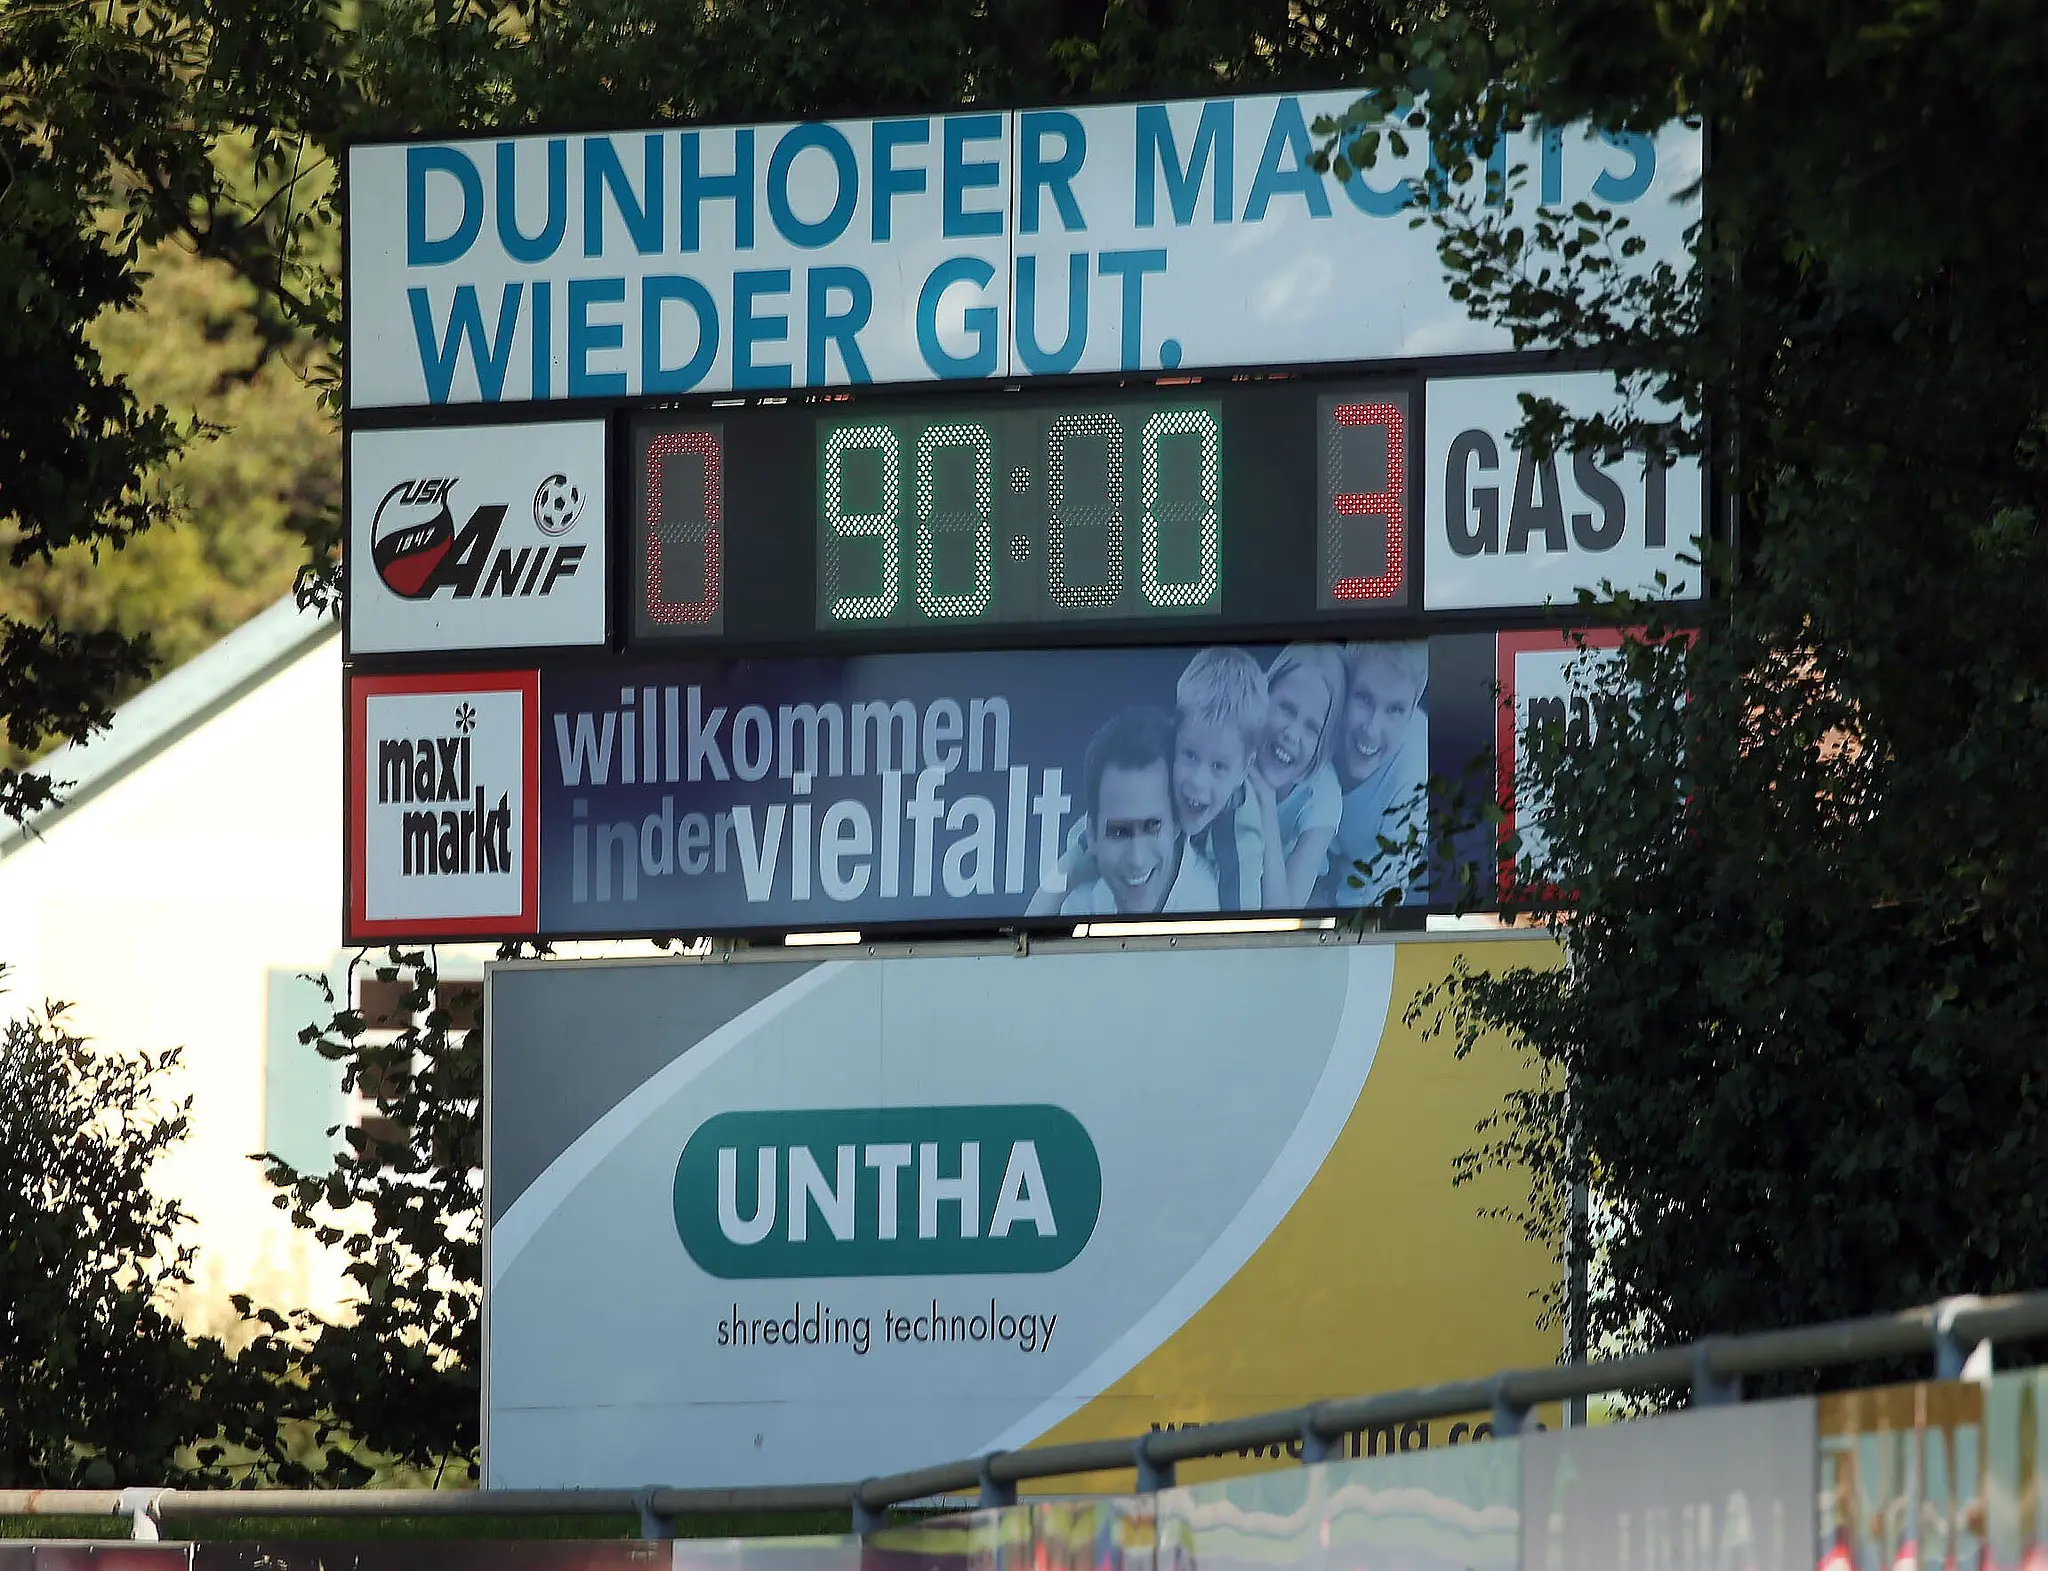 DUNHOFER MACHTS
WIEDER GUT.
USK
1947
ANIF
0 90:00 3
GAST
maxi
markt
willkommen
in der vielfalt
maxi
UNTHA
shredding technology